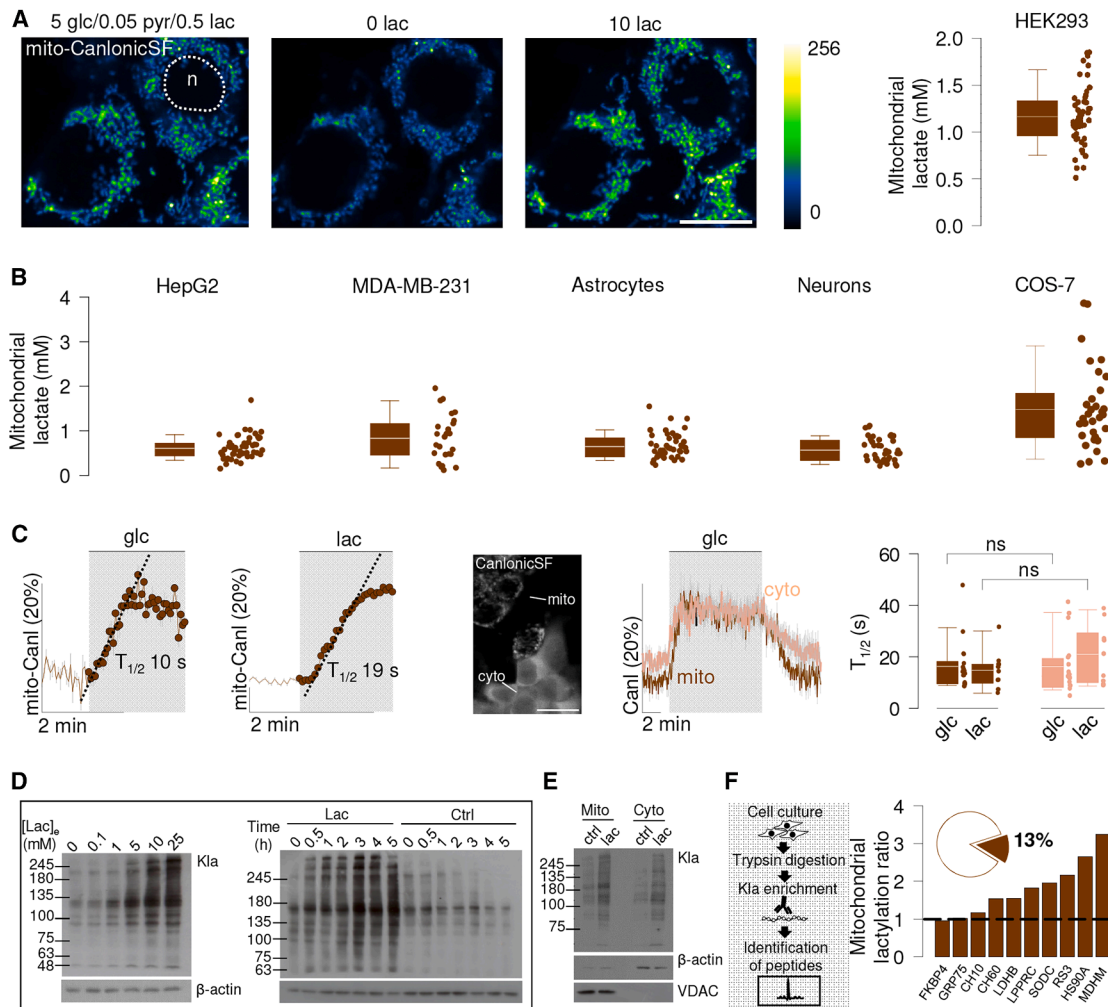 A
5 glc/0.05 pyr/0.5 lac
0 lac
10 lac
mito-CanlonicSF
n
256
0
HEK293
Mitochondrial
lactate (mM)
2.0
1.5
1.0
0.5
0.0
B
HepG2
MDA-MB-231
Astrocytes
Neurons
COS-7
Mitochondrial
lactate (mM)
4
3
2
1
0
C
glc
mito-CanI (20%)
T1/2 10 s
2 min
lac
mito-CanI (20%)
T1/2 19 s
2 min
CanlonicSF
mito
cyto
glc
CanI (20%)
cyto
mito
2 min
ns
ns
T1/2 (s)
60
40
20
0
glc
lac
glc
lac
D
[Lac]e
(mM)
0
0.1
1
5
10
25
Kla
245
180
135
100
75
63
48
β-actin
Time
(h)
Lac
Ctrl
0 0.5 1 2 3 4 5 0 0.5 1 2 3 4 5
245
180
135
100
75
63
E
Mito
Cyto
ctrl
lac
ctrl
lac
Kla
245
180
135
100
75
β-actin
VDAC
F
Cell culture
Trypsin digestion
Kla enrichment
Identification
of peptides
Mitochondrial
lactylation ratio
4
3
2
1
0
13%
FKBP4
GRP75
CH10
CH60
LDHB
LPPRC
SODC
RS3
HS90A
MDHM